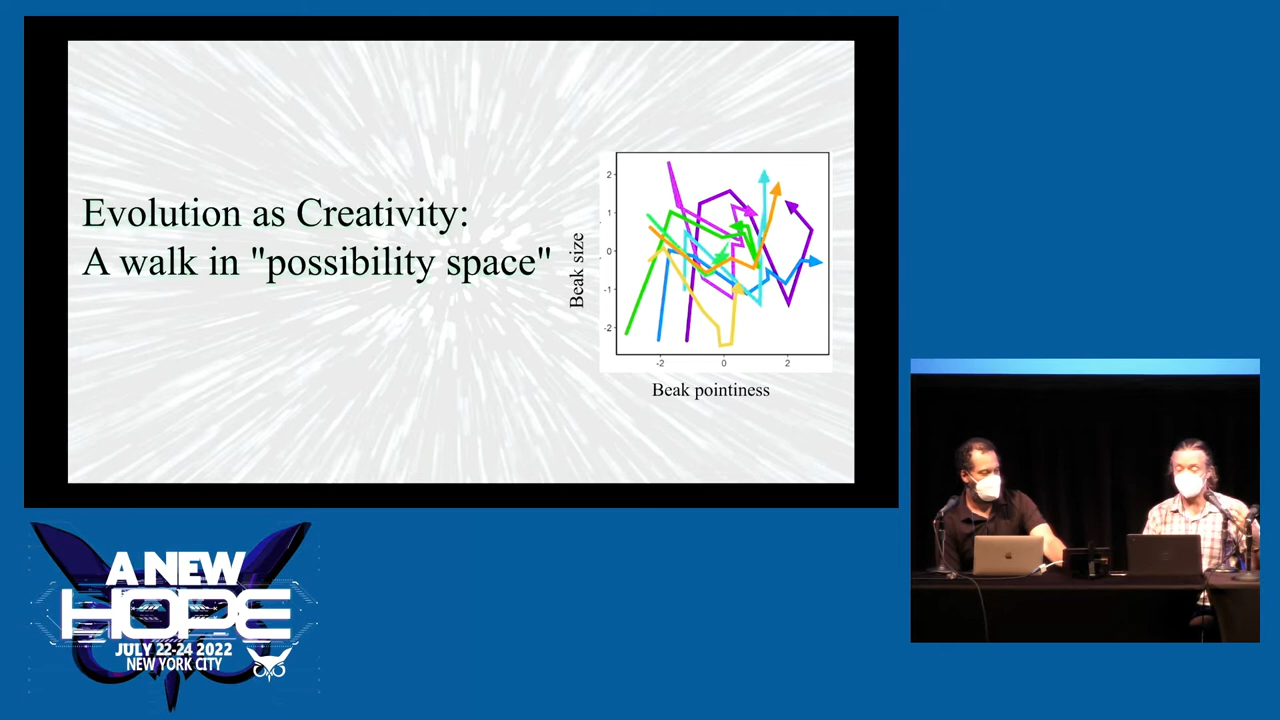 Evolution as Creativity:
A walk in "possibility space"
Beak size
2
1
0
-1
-2
-2
0
2
Beak pointiness
A NEW
HOPE
JULY 22-24 2022
NEW YORK CITY